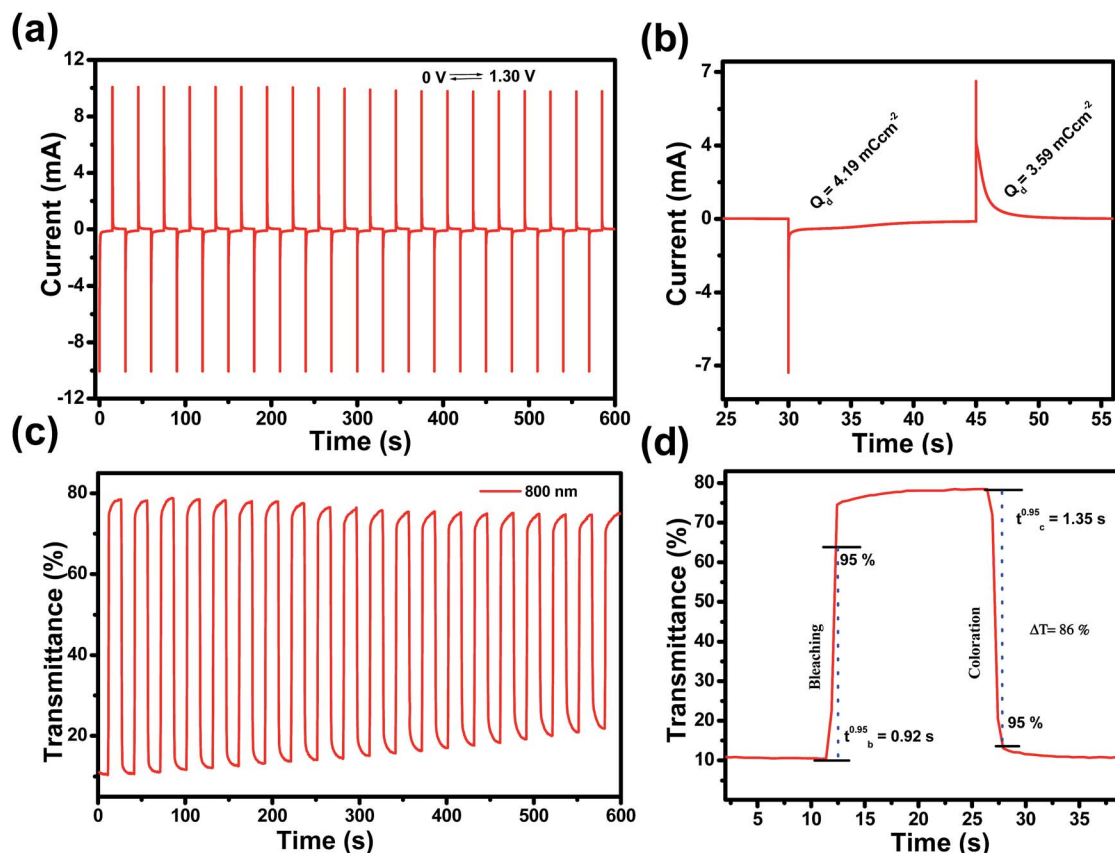 (a)
0 V ⇌ 1.30 V
12
8
4
0
-4
-8
-12
Current (mA)
0 100 200 300 400 500 600
Time (s)
(b)
Q_d= 4.19 mCcm⁻²
Q_d= 3.59 mCcm⁻²
7
4
0
-4
-7
Current (mA)
25 30 35 40 45 50 55
Time (s)
(c)
800 nm
80
60
40
20
Transmittance (%)
0 100 200 300 400 500 600
Time (s)
(d)
80
70
60
50
40
30
20
10
Transmittance (%)
t^0.95_c = 1.35 s
95 %
Bleaching
Coloration
ΔT= 86 %
95 %
t^0.95_b = 0.92 s
5 10 15 20 25 30 35
Time (s)